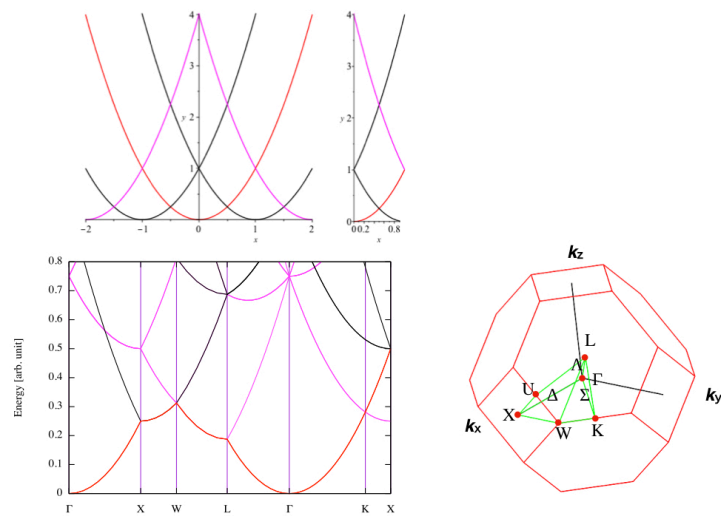 4
3
2
y
1
0
−2
−1
0
1
2
x
4
3
2
y
1
0
0 0.2
0.8
x
0.8
0.7
0.6
0.5
0.4
0.3
0.2
0.1
0
Energy [arb. unit]
Γ
X
W
L
Γ
K
X
kz
L
Λ
Γ
U
Δ
Σ
X
kx
W
K
ky